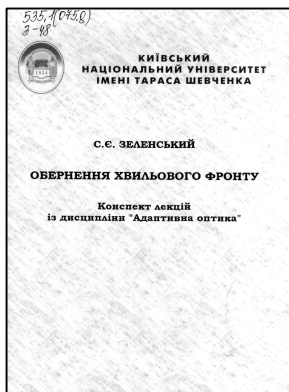 535.1(075.8)
З-48
КИЇВСЬКИЙ
НАЦІОНАЛЬНИЙ УНІВЕРСИТЕТ
ІМЕНІ ТАРАСА ШЕВЧЕНКА
1834
С.Є. ЗЕЛЕНСЬКИЙ
ОБЕРНЕННЯ ХВИЛЬОВОГО ФРОНТУ
Конспект лекцій
із дисципліни "Адаптивна оптика"